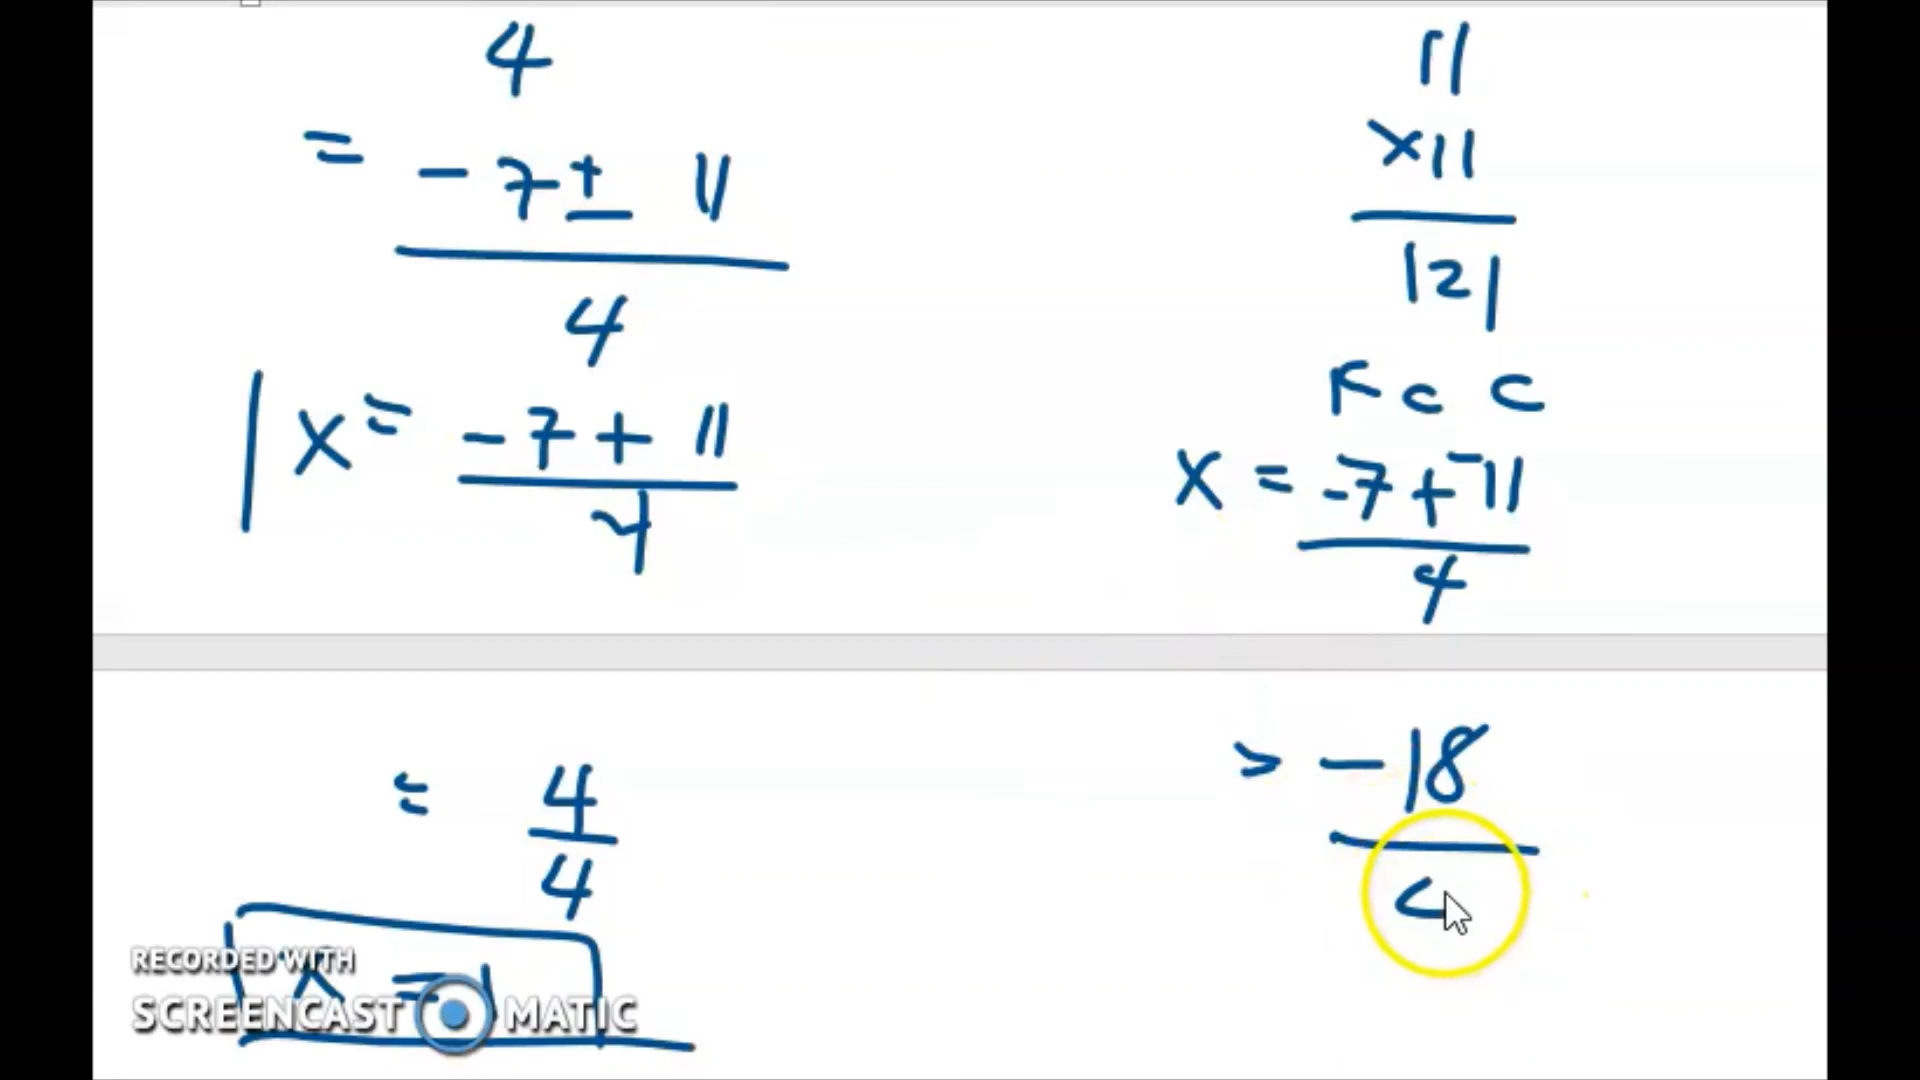 4
= -7 ± 11
4
x = -7 + 11
4
= 4
4
x = 1
11
x11
121
K C C
x = -7 + -11
4
= -18
RECORDED WITH
SCREENCAST MATIC